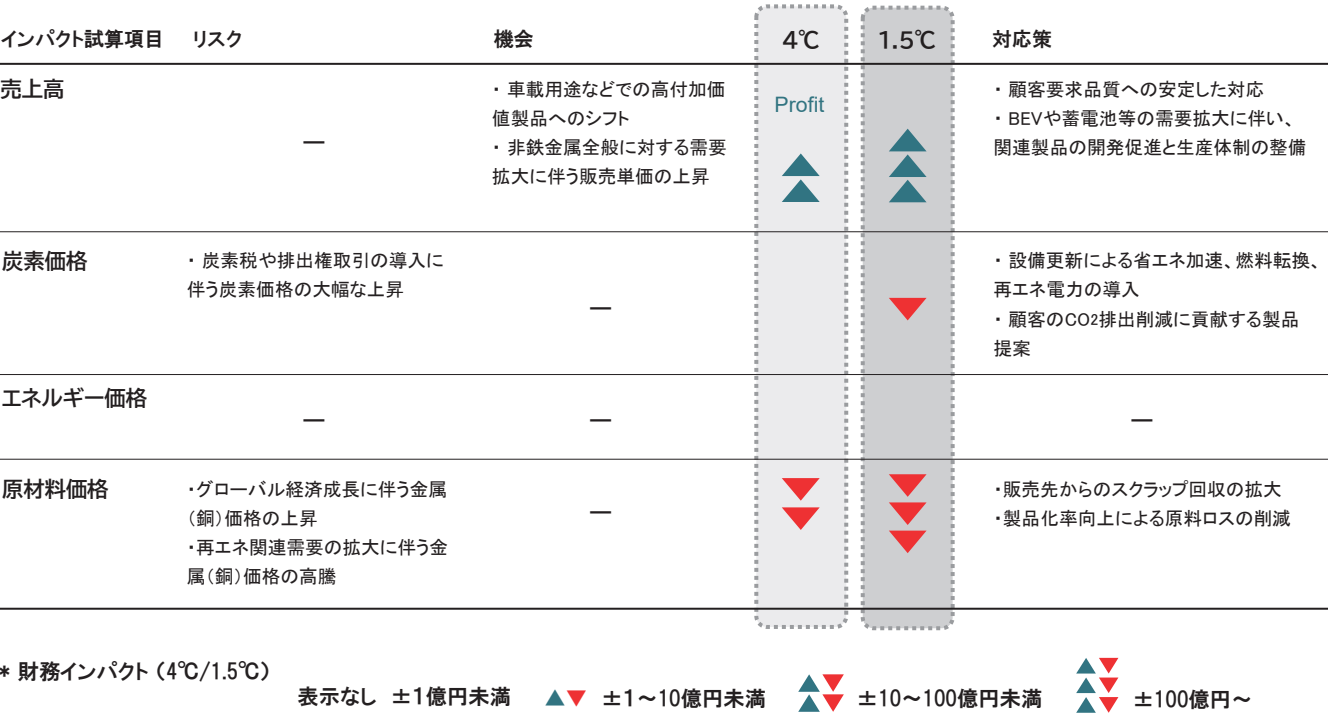 インパクト試算項目 リスク 機会 4℃ 1.5℃ 対応策
売上高
―
・ 車載用途などでの高付加価
値製品へのシフト
・ 非鉄金属全般に対する需要
拡大に伴う販売単価の上昇
Profit
・ 顧客要求品質への安定した対応
・ BEVや蓄電池等の需要拡大に伴い、
関連製品の開発促進と生産体制の整備
炭素価格
・ 炭素税や排出権取引の導入に
伴う炭素価格の大幅な上昇
―
・ 設備更新による省エネ加速、燃料転換、
再エネ電力の導入
・ 顧客のCO2排出削減に貢献する製品
提案
エネルギー価格
―
―
―
原材料価格
・グローバル経済成長に伴う金属
(銅)価格の上昇
・再エネ関連需要の拡大に伴う金
属(銅)価格の高騰
―
・販売先からのスクラップ回収の拡大
・製品化率向上による原料ロスの削減
* 財務インパクト (4℃/1.5℃)
表示なし ±1億円未満 ▲▼ ±1~10億円未満 ▲▼▲▼ ±10~100億円未満 ▲▼▲▼▲▼ ±100億円~